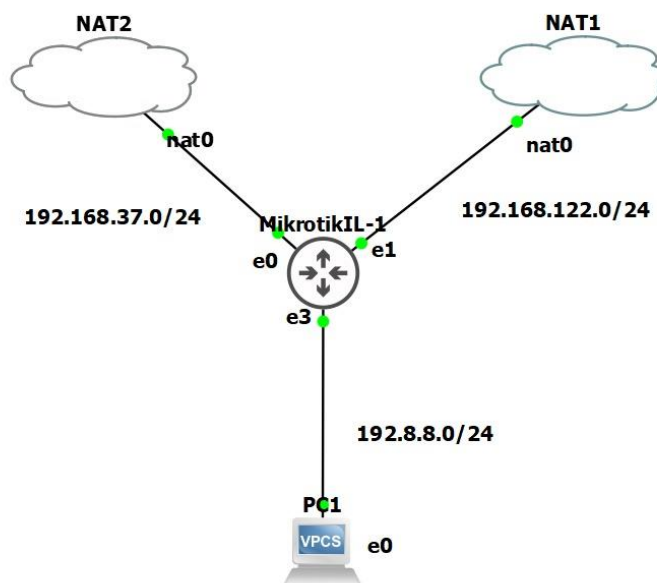 NAT2
NAT1
nat0
nat0
192.168.37.0/24
192.168.122.0/24
MikrotikIL-1
e0
e1
e3
192.8.8.0/24
PC1
VPCS
e0